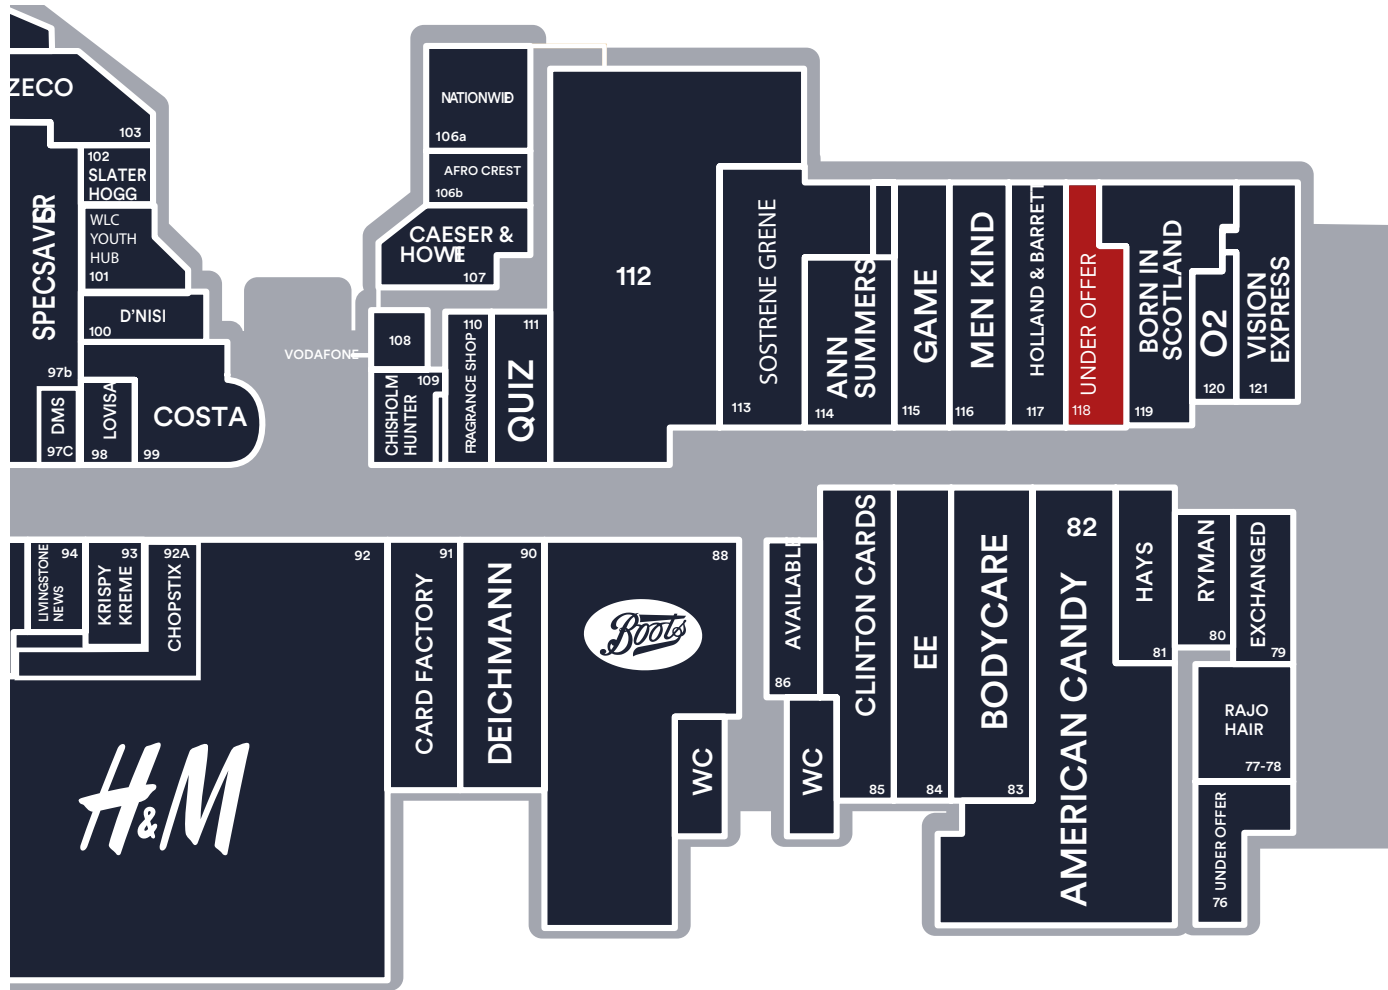 ZECO
103
102
SLATER
HOGG
WLC
YOUTH
HUB
101
D'NISI
100
97b
DMS
97C
LOVISA
98
COSTA
99
NATIONWID
106a
AFRO CREST
106b
CAESER &
HOWE
107
VODAFONE
108
CHISHOLM
HUNTER
109
110
FRAGRANCE SHOP
111
QUIZ
112
SOSTRENE GRENE
113
ANN
SUMMERS
114
GAME
115
MEN KIND
116
HOLLAND & BARRETT
117
UNDER OFFER
118
BORN IN
SCOTLAND
119
O2
120
VISION
EXPRESS
121
LIVINGSTONE
NEWS
94
93
KRISPY
KREME
92A
CHOPSTIX
92
H&M
91
CARD FACTORY
90
DEICHMANN
88
Boots
WC
AVAILABLE
86
WC
CLINTON CARDS
85
EE
84
BODYCARE
83
82
AMERICAN CANDY
HAYS
81
RYMAN
80
EXCHANGED
79
RAJO
HAIR
77-78
UNDER OFFER
76